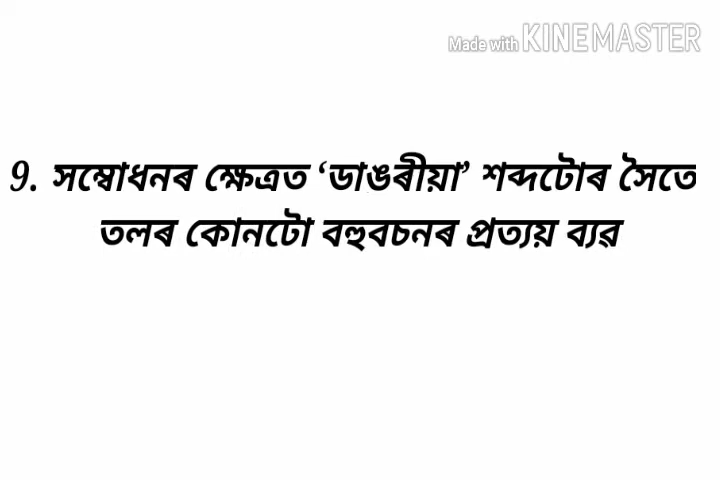 Made with KINEMASTER
9. সম্বোধনৰ ক্ষেত্ৰত ‘ডাঙৰীয়া’ শব্দটোৰ সৈতে
তলৰ কোনটো বহুবচনৰ প্ৰত্যয় ব্যৱ